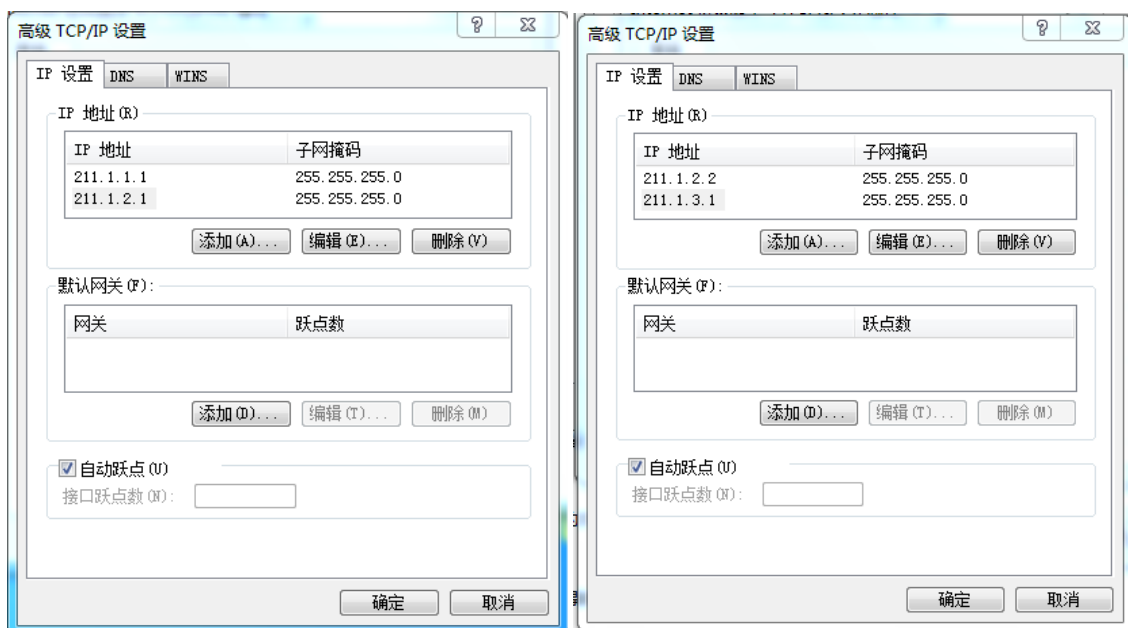 高级 TCP/IP 设置
IP 设置 DNS WINS
IP 地址(R)
IP 地址 子网掩码
211.1.1.1 255.255.255.0
211.1.2.1 255.255.255.0
添加(A)... 编辑(E)... 删除(V)
默认网关(F):
网关 跃点数
添加(D)... 编辑(T)... 删除(M)
自动跃点(U)
接口跃点数(N):
确定 取消
高级 TCP/IP 设置
IP 设置 DNS WINS
IP 地址(R)
IP 地址 子网掩码
211.1.2.2 255.255.255.0
211.1.3.1 255.255.255.0
添加(A)... 编辑(E)... 删除(V)
默认网关(F):
网关 跃点数
添加(D)... 编辑(T)... 删除(M)
自动跃点(U)
接口跃点数(N):
确定 取消